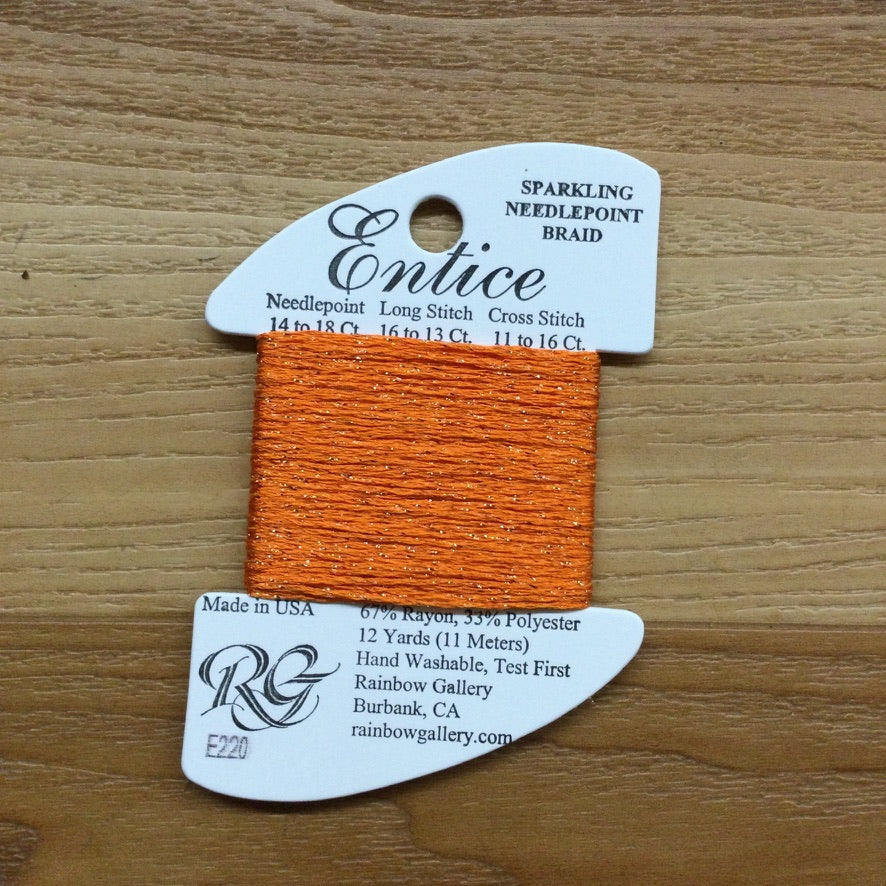 SPARKLING
NEEDLEPOINT
BRAID
Entice
Needlepoint Long Stitch Cross Stitch
14 to 18 Ct. 16 to 13 Ct. 11 to 16 Ct.
Made in USA
67% Rayon, 33% Polyester
12 Yards (11 Meters)
Hand Washable, Test First
Rainbow Gallery
Burbank, CA
rainbowgallery.com
RG
E220